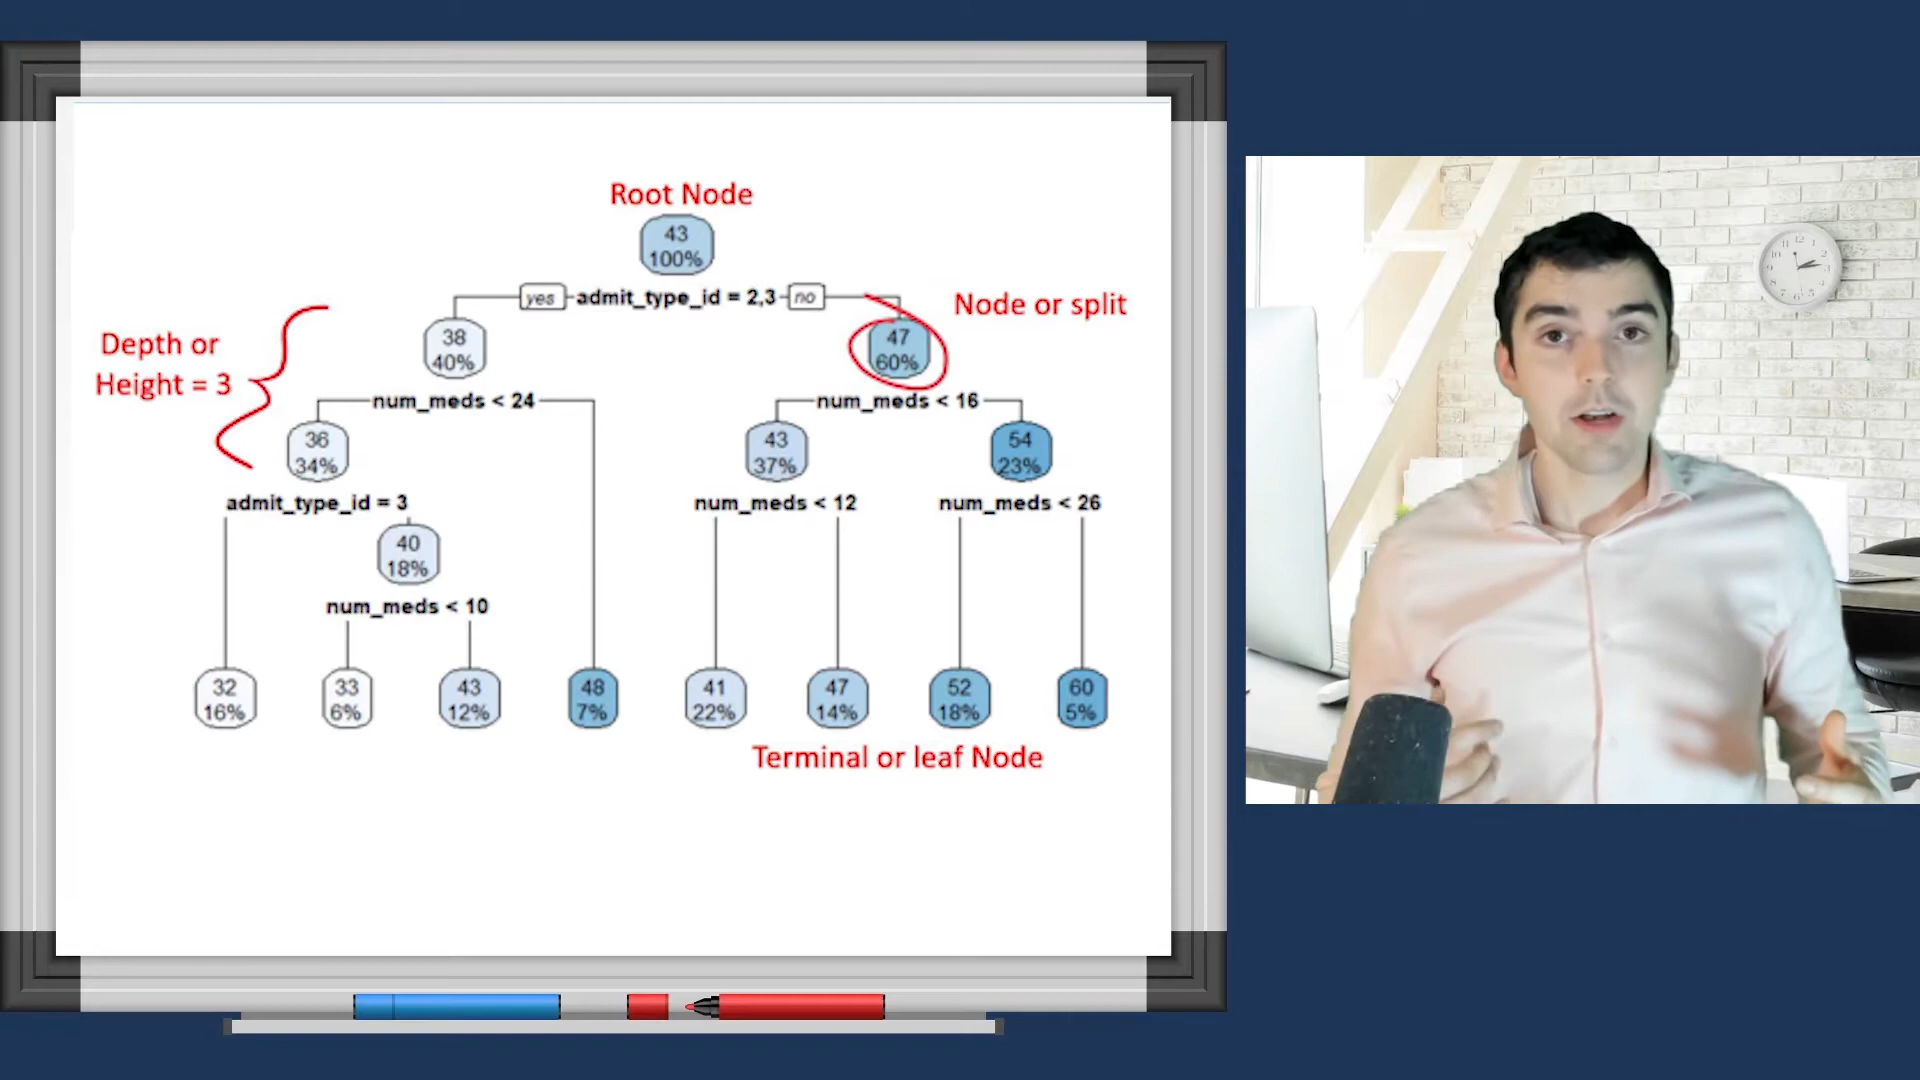 Root Node
43
100%
yes admit_type_id = 2,3 no
Node or split
Depth or
Height = 3
38
40%
47
60%
num_meds < 24
num_meds < 16
36
34%
43
37%
54
23%
admit_type_id = 3
num_meds < 12
num_meds < 26
40
18%
num_meds < 10
32
16%
33
6%
43
12%
48
7%
41
22%
47
14%
52
18%
60
5%
Terminal or leaf Node